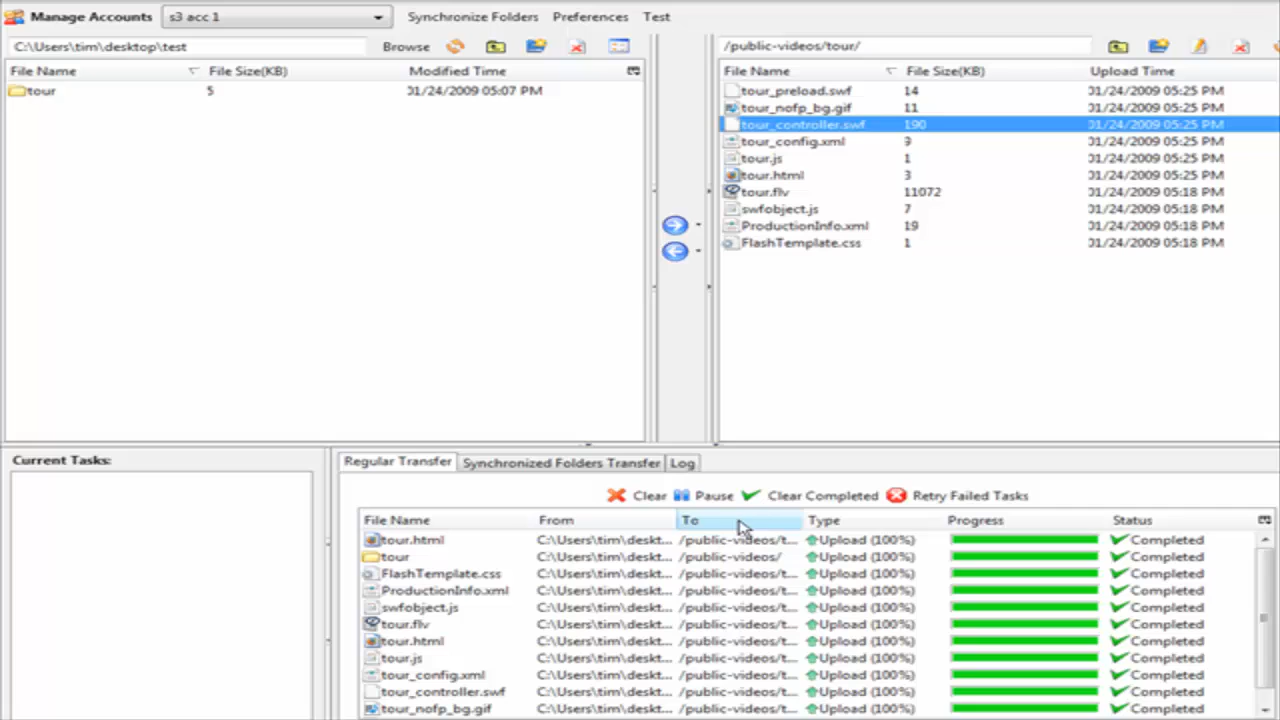 Manage Accounts s3 acc 1 Synchronize Folders Preferences Test
C:\Users\tim\desktop\test Browse
File Name File Size(KB) Modified Time
tour 5 01/24/2009 05:07 PM
/public-videos/tour/
File Name File Size(KB) Upload Time
tour_preload.swf 14 01/24/2009 05:25 PM
tour_nofp_bg.gif 11 01/24/2009 05:25 PM
tour_controller.swf 190 01/24/2009 05:25 PM
tour_config.xml 01/24/2009 05:25 PM
tour.js 1 01/24/2009 05:25 PM
tour.html 3 01/24/2009 05:25 PM
tour.flv 11072 01/24/2009 05:18 PM
swfobject.js 7 01/24/2009 05:18 PM
ProductionInfo.xml 19 01/24/2009 05:18 PM
FlashTemplate.css 1 01/24/2009 05:18 PM
Current Tasks:
Regular Transfer Synchronized Folders Transfer Log
Clear Pause Clear Completed Retry Failed Tasks
File Name From To Type Progress Status
tour.html C:\Users\tim\deskt... /public-videos/t... Upload (100%) Completed
tour C:\Users\tim\deskt... /public-videos/ Upload (100%) Completed
FlashTemplate.css C:\Users\tim\deskt... /public-videos/t... Upload (100%) Completed
ProductionInfo.xml C:\Users\tim\deskt... /public-videos/t... Upload (100%) Completed
swfobject.js C:\Users\tim\deskt... /public-videos/t... Upload (100%) Completed
tour.flv C:\Users\tim\deskt... /public-videos/t... Upload (100%) Completed
tour.html C:\Users\tim\deskt... /public-videos/t... Upload (100%) Completed
tour.js C:\Users\tim\deskt... /public-videos/t... Upload (100%) Completed
tour_config.xml C:\Users\tim\deskt... /public-videos/t... Upload (100%) Completed
tour_controller.swf C:\Users\tim\deskt... /public-videos/t... Upload (100%) Completed
tour_nofp_bg.gif C:\Users\tim\deskt... /public-videos/t... Upload (100%) Completed